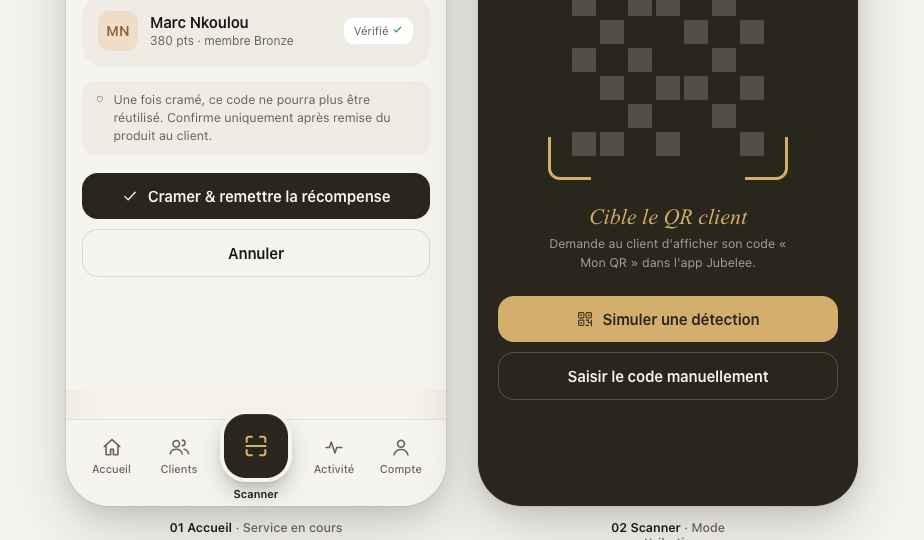 MN
Marc Nkoulou
380 pts · membre Bronze
Vérifié
Une fois cramé, ce code ne pourra plus être
réutilisé. Confirme uniquement après remise du
produit au client.
Cramer & remettre la récompense
Annuler
Accueil
Clients
Scanner
Activité
Compte
01 Accueil · Service en cours
Cible le QR client
Demande au client d'afficher son code «
Mon QR » dans l'app Jubelee.
Simuler une détection
Saisir le code manuellement
02 Scanner · Mode